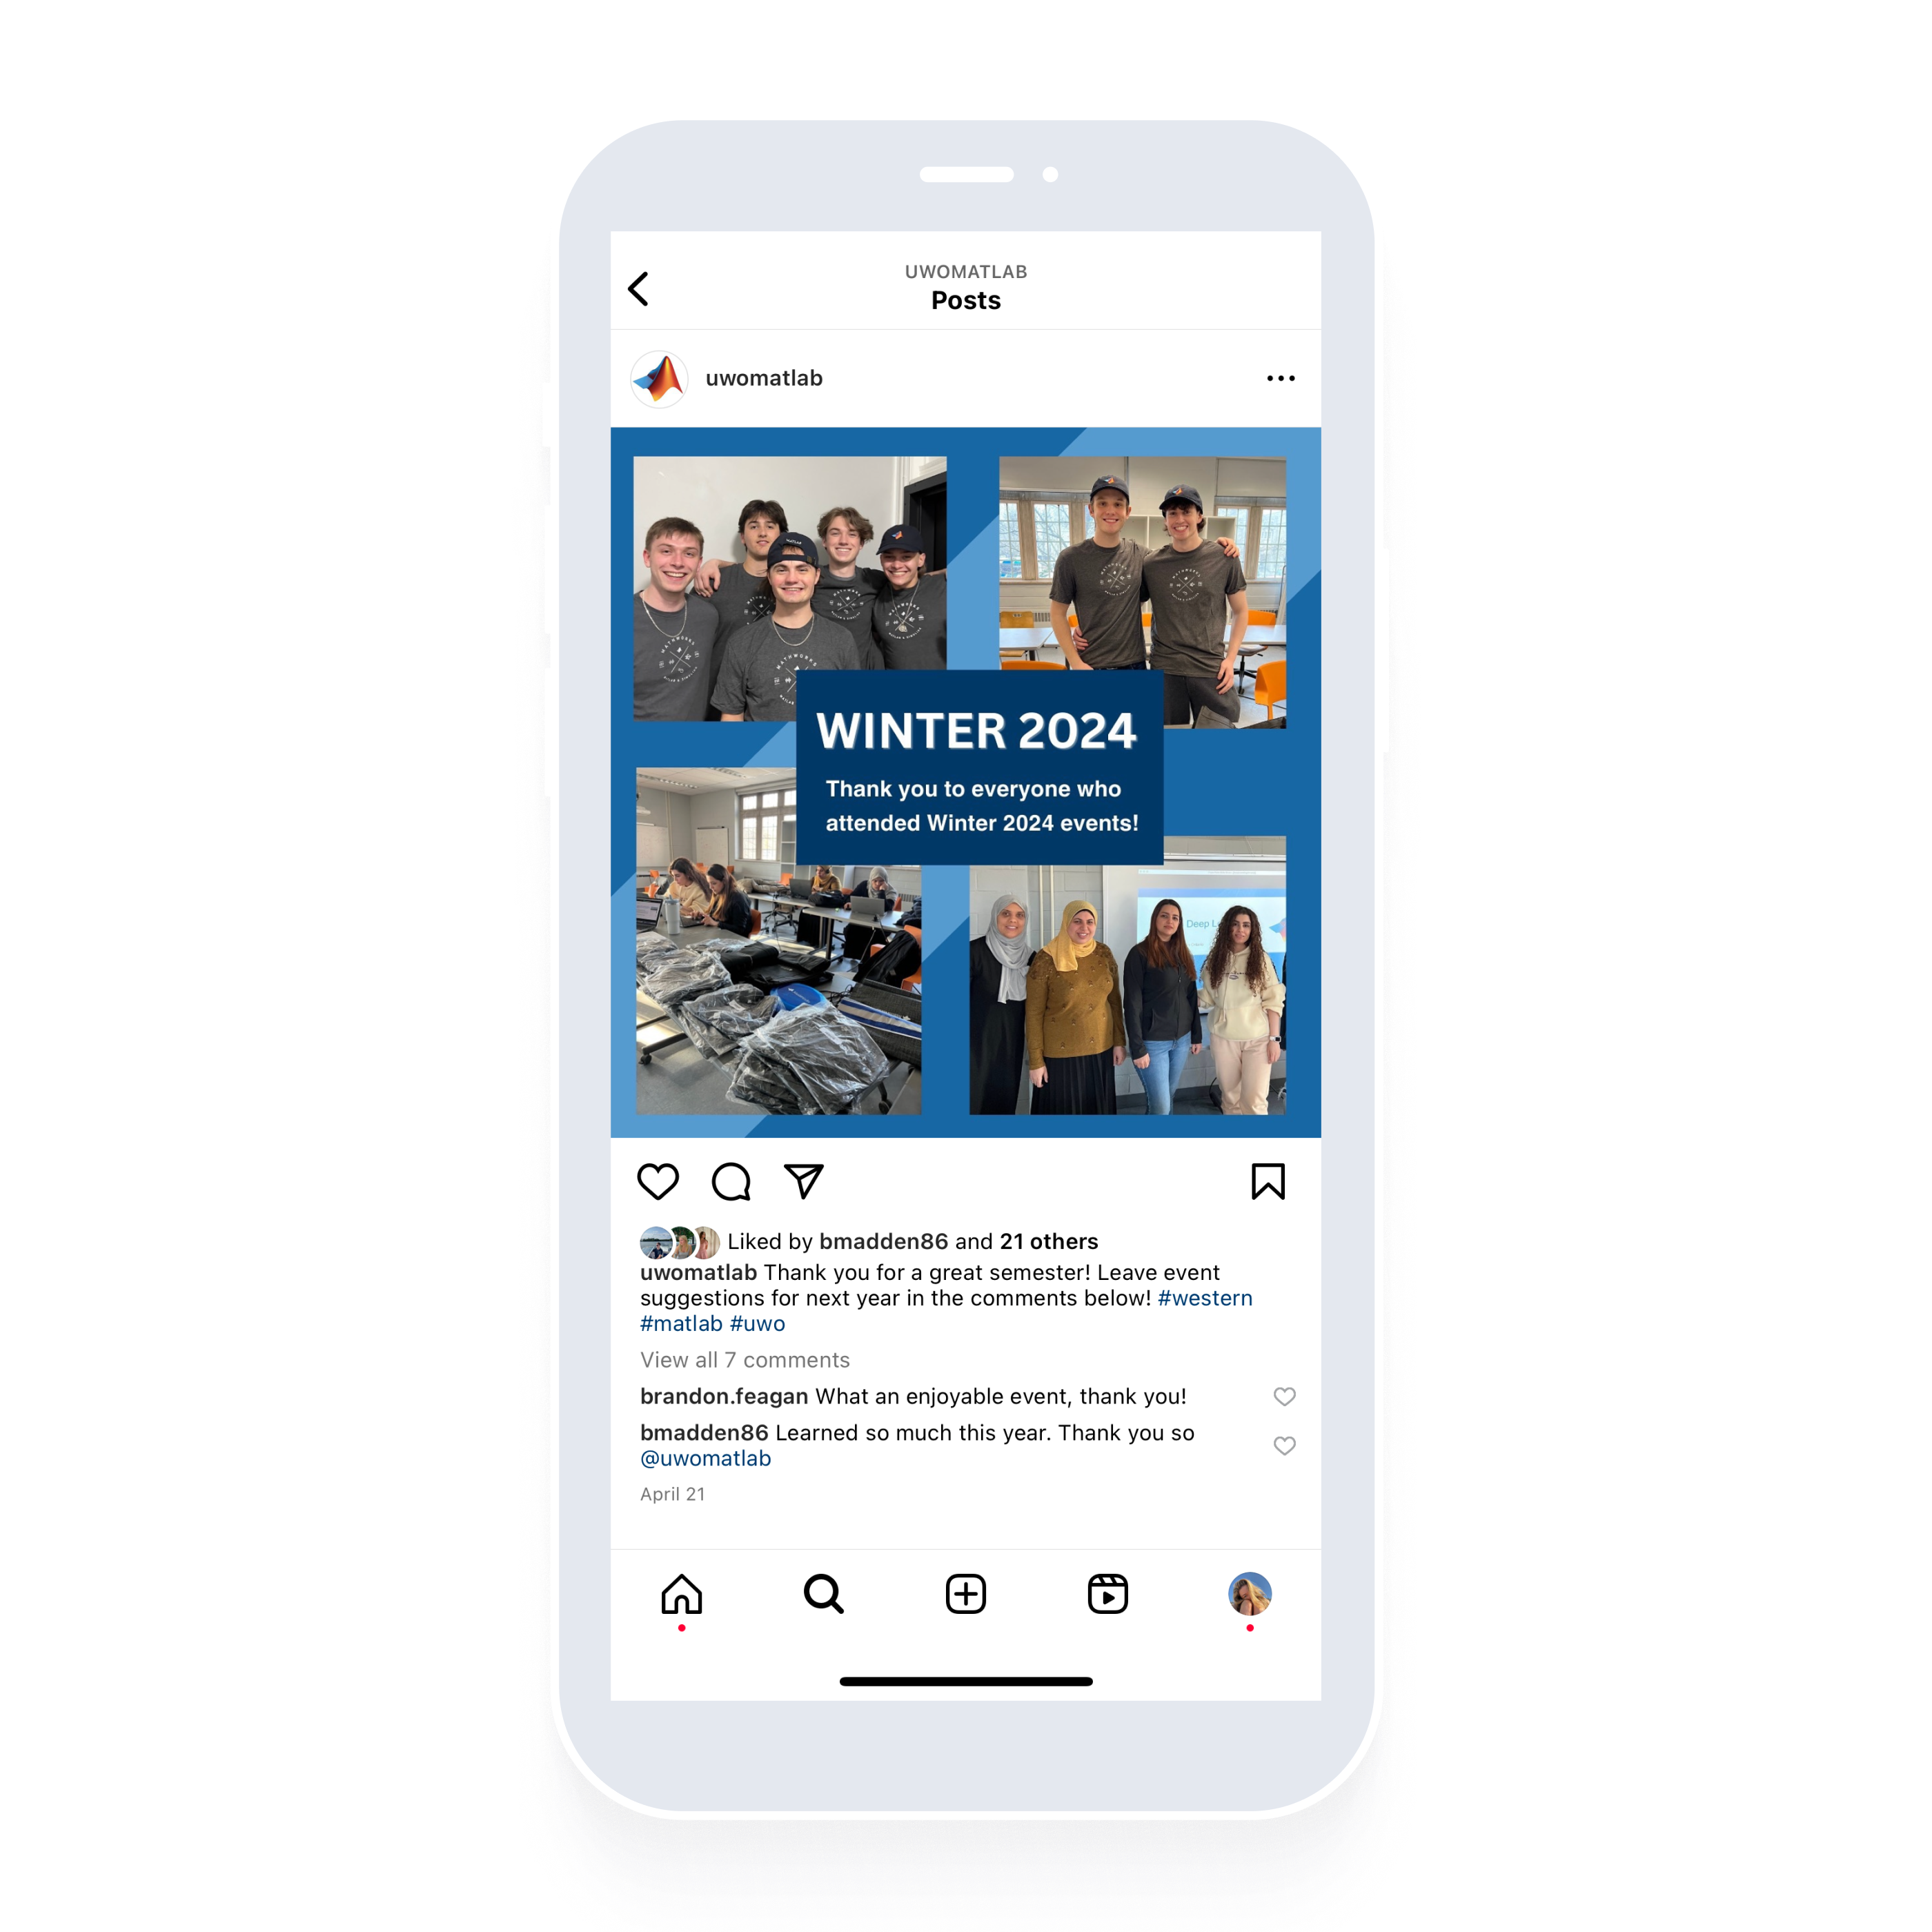 UWOMATLAB
Posts
uwomatlab
MATHWORKS
WINTER 2024
Thank you to everyone who
attended Winter 2024 events!
Deep L
Liked by bmadden86 and 21 others
uwomatlab Thank you for a great semester! Leave event
suggestions for next year in the comments below! #western
#matlab #uwo
View all 7 comments
brandon.feagan What an enjoyable event, thank you!
bmadden86 Learned so much this year. Thank you so
@uwomatlab
April 21